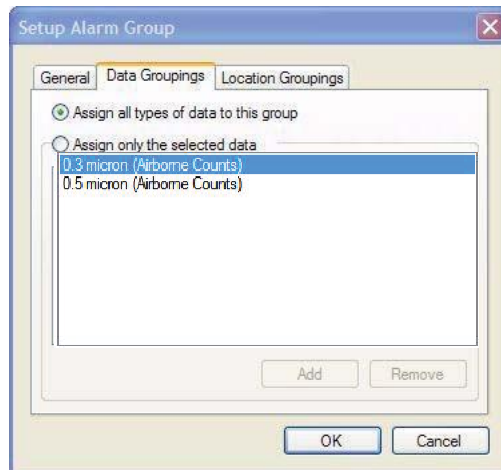 Setup Alarm Group
General Data Groupings Location Groupings
Assign all types of data to this group
Assign only the selected data
0.3 micron (Airborne Counts)
0.5 micron (Airborne Counts)
Add Remove
OK Cancel